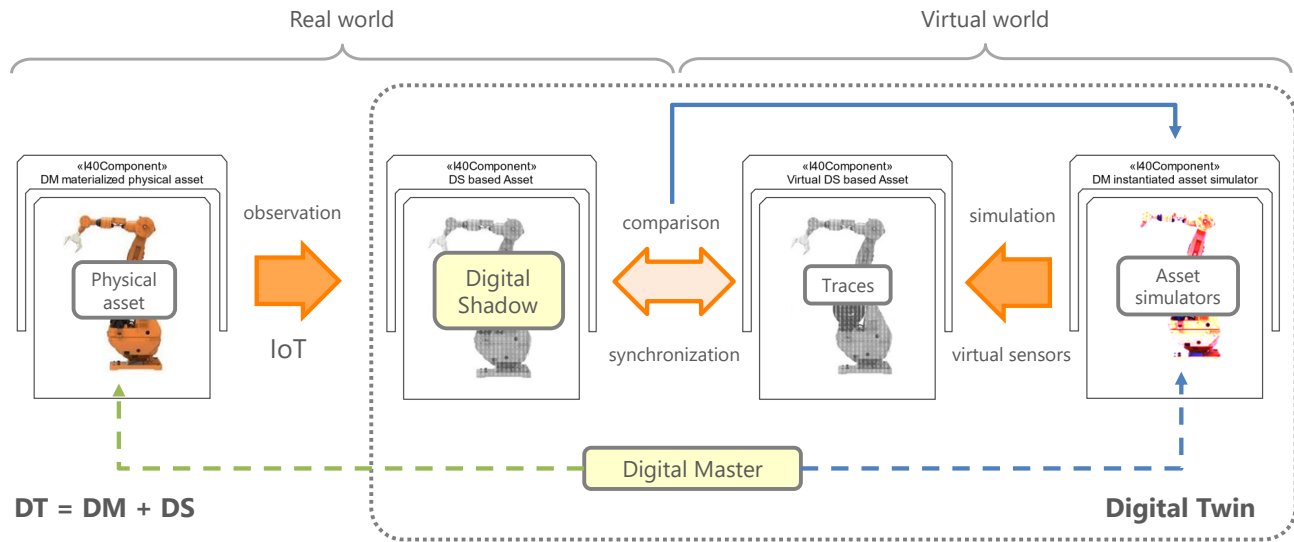 Real world
Virtual world
«I40Component»
DM materialized physical asset
Physical
asset
observation
IoT
«I40Component»
DS based Asset
Digital
Shadow
comparison
synchronization
«I40Component»
Virtual DS based Asset
Traces
simulation
virtual sensors
«I40Component»
DM instantiated asset simulator
Asset
simulators
Digital Master
DT = DM + DS
Digital Twin